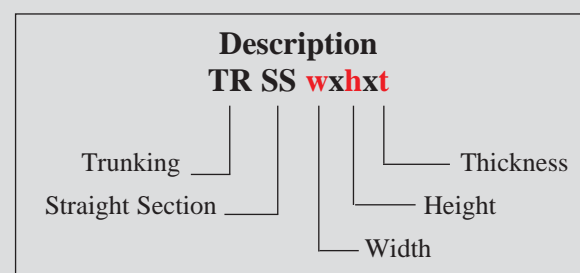 Description
TR SS wxhxt
Trunking
Thickness
Straight Section
Height
Width